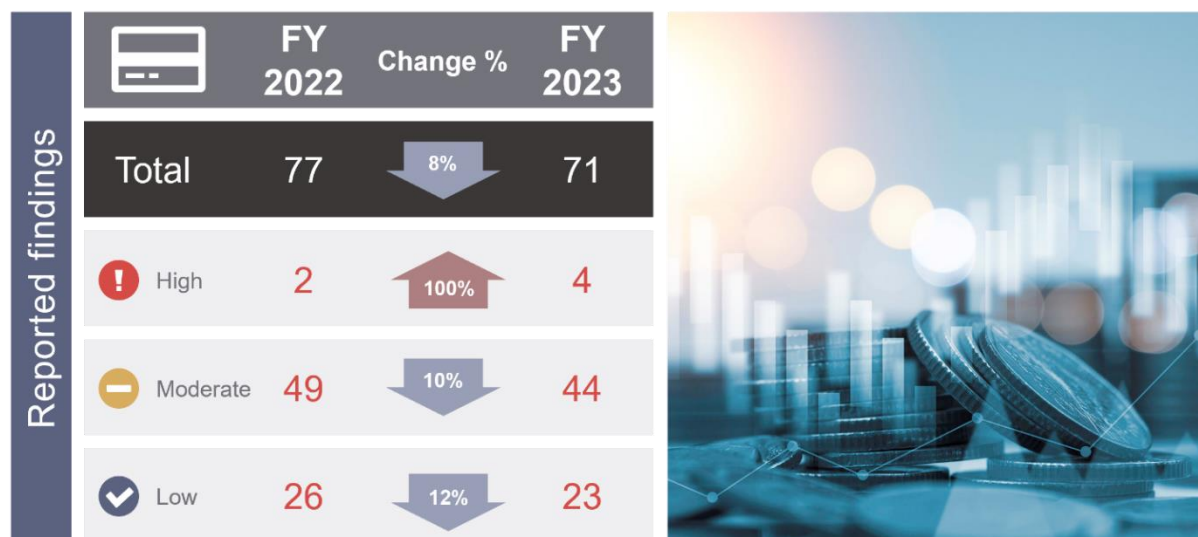 Reported findings
FY 2022 Change % FY 2023
Total 77 8% 71
High 2 100% 4
Moderate 49 10% 44
Low 26 12% 23